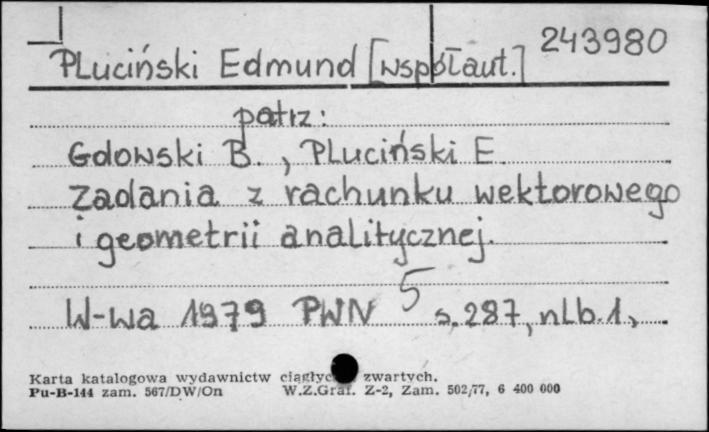 243980
Pluciński Edmund [współaut.]
patrz:
Gdowski B., Pluciński E.
Zadania z rachunku wektorowego
i geometrii analitycznej.
W-wa 1979 PWN 5 s. 287, nlb. 1,
Karta katalogowa wydawnictw zwartych.
Pu-B-144 zam. 567/DW/On W.Z.Graf. Z-2, Zam. 502/77, 6 400 000